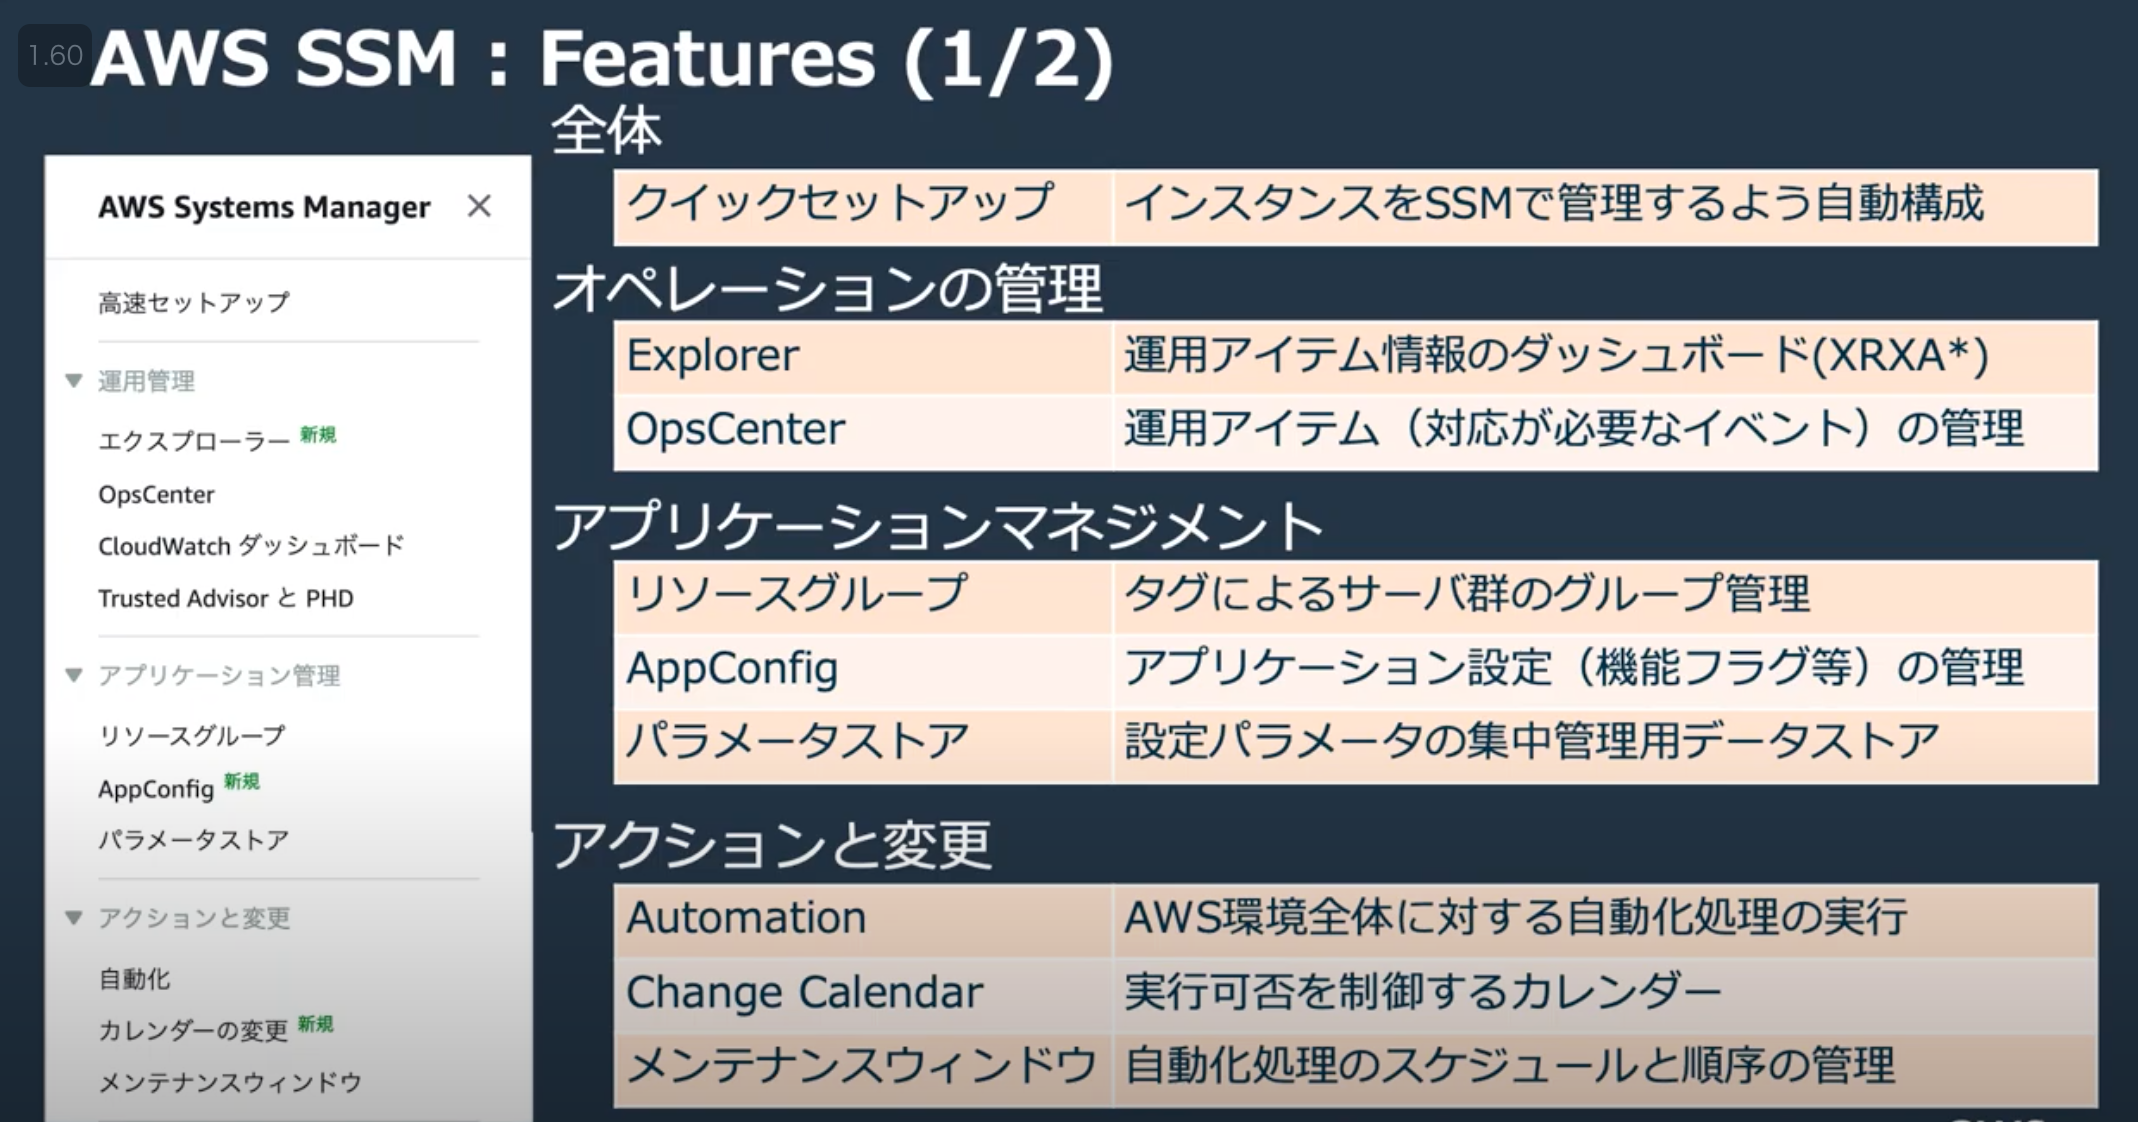 1.60
AWS SSM : Features (1/2)
AWS Systems Manager ×
高速セットアップ
▼ 運用管理
エクスプローラー 新規
OpsCenter
CloudWatch ダッシュボード
Trusted Advisor と PHD
▼ アプリケーション管理
リソースグループ
AppConfig 新規
パラメータストア
▼ アクションと変更
自動化
カレンダーの変更 新規
メンテナンスウィンドウ
全体
クイックセットアップ インスタンスをSSMで管理するよう自動構成
オペレーションの管理
Explorer 運用アイテム情報のダッシュボード(XRXA*)
OpsCenter 運用アイテム（対応が必要なイベント）の管理
アプリケーションマネジメント
リソースグループ タグによるサーバ群のグループ管理
AppConfig アプリケーション設定（機能フラグ等）の管理
パラメータストア 設定パラメータの集中管理用データストア
アクションと変更
Automation AWS環境全体に対する自動化処理の実行
Change Calendar 実行可否を制御するカレンダー
メンテナンスウィンドウ 自動化処理のスケジュールと順序の管理